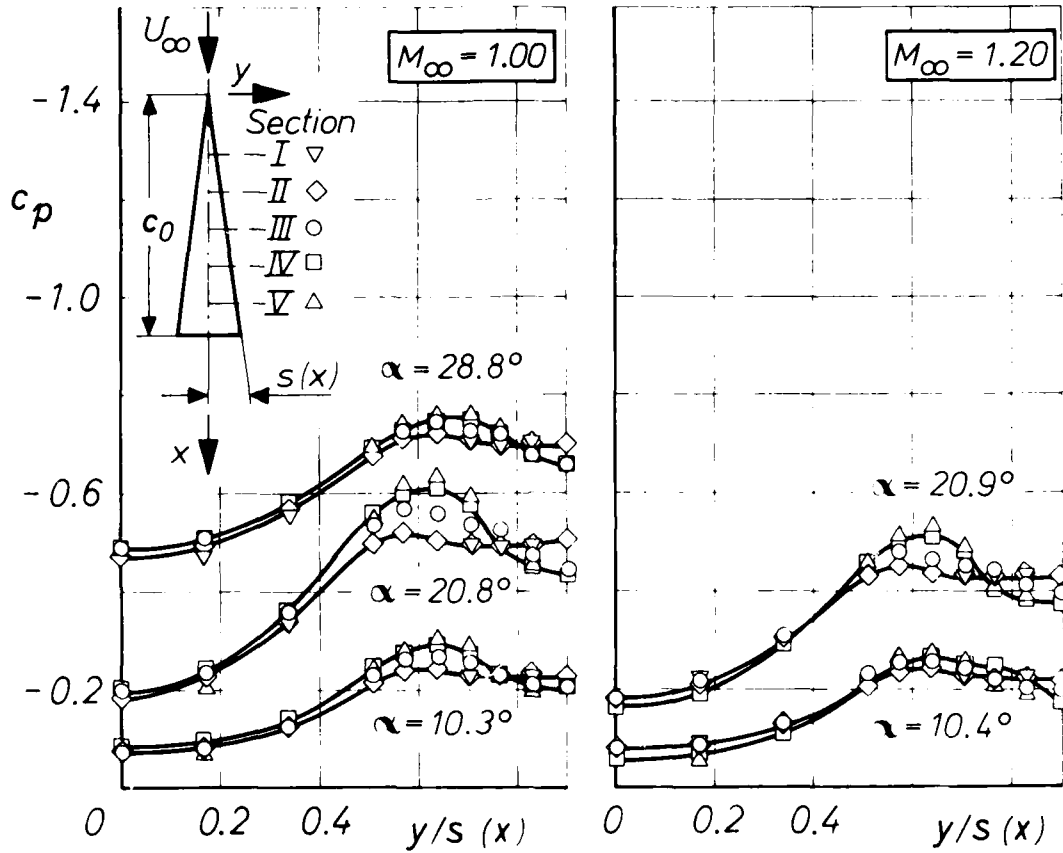 U∞
M∞ = 1.00
M∞ = 1.20
y
-1.4
Section
I
II
cp
c0
III
IV
-1.0
V
α = 28.8°
s(x)
x
-0.6
α = 20.9°
α = 20.8°
-0.2
α = 10.3°
α = 10.4°
0 0.2 0.4 y/s (x)
0 0.2 0.4 y/s (x)